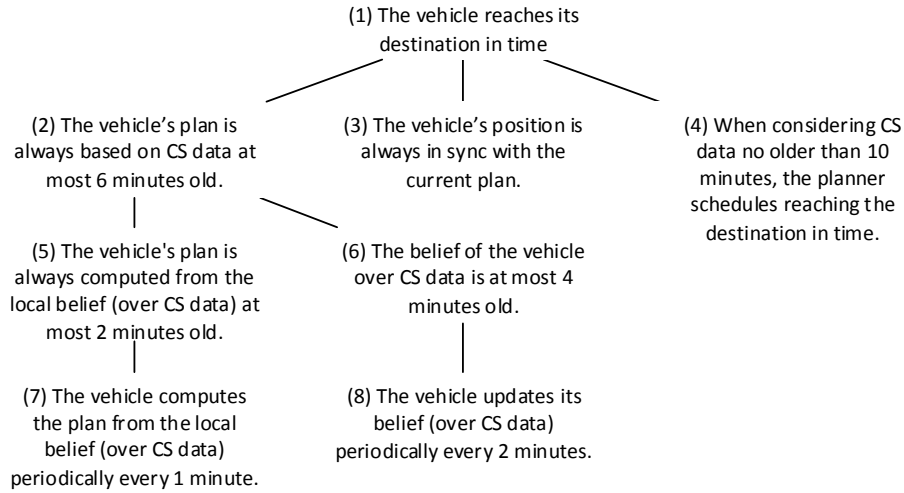 (1) The vehicle reaches its
destination in time
(2) The vehicle’s plan is
always based on CS data at
most 6 minutes old.
(3) The vehicle’s position is
always in sync with the
current plan.
(4) When considering CS
data no older than 10
minutes, the planner
schedules reaching the
destination in time.
(5) The vehicle's plan is
always computed from the
local belief (over CS data) at
most 2 minutes old.
(6) The belief of the vehicle
over CS data is at most 4
minutes old.
(7) The vehicle computes
the plan from the local
belief (over CS data)
periodically every 1 minute.
(8) The vehicle updates its
belief (over CS data)
periodically every 2 minutes.